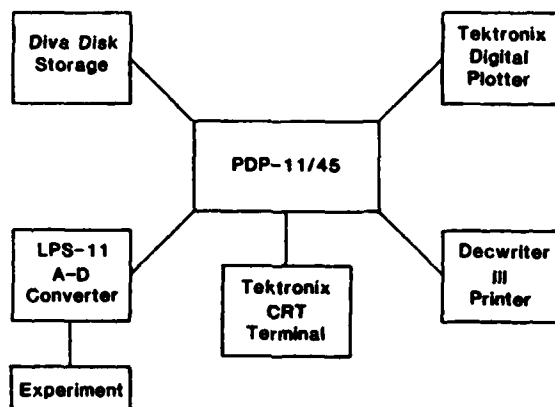 Diva Disk
Storage
Tektronix
Digital
Plotter
PDP-11/45
LPS-11
A-D
Converter
Tektronix
CRT
Terminal
Decwriter
III
Printer
Experiment